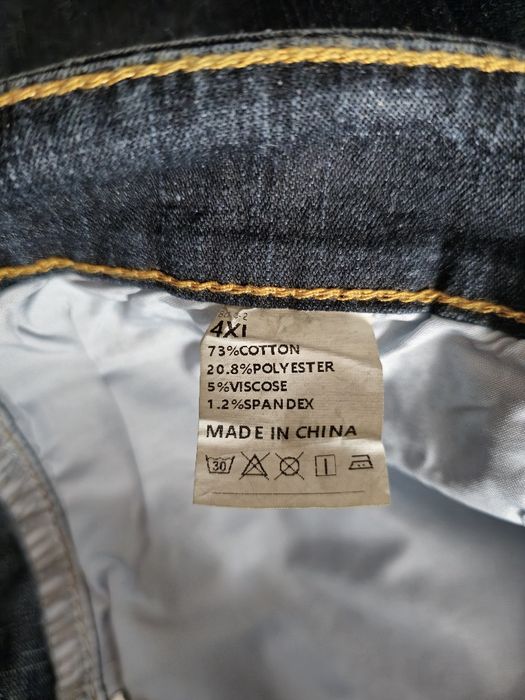 4XL
73%COTTON
20.8%POLYESTER
5%VISCOSE
1.2%SPANDEX
MADE IN CHINA
30